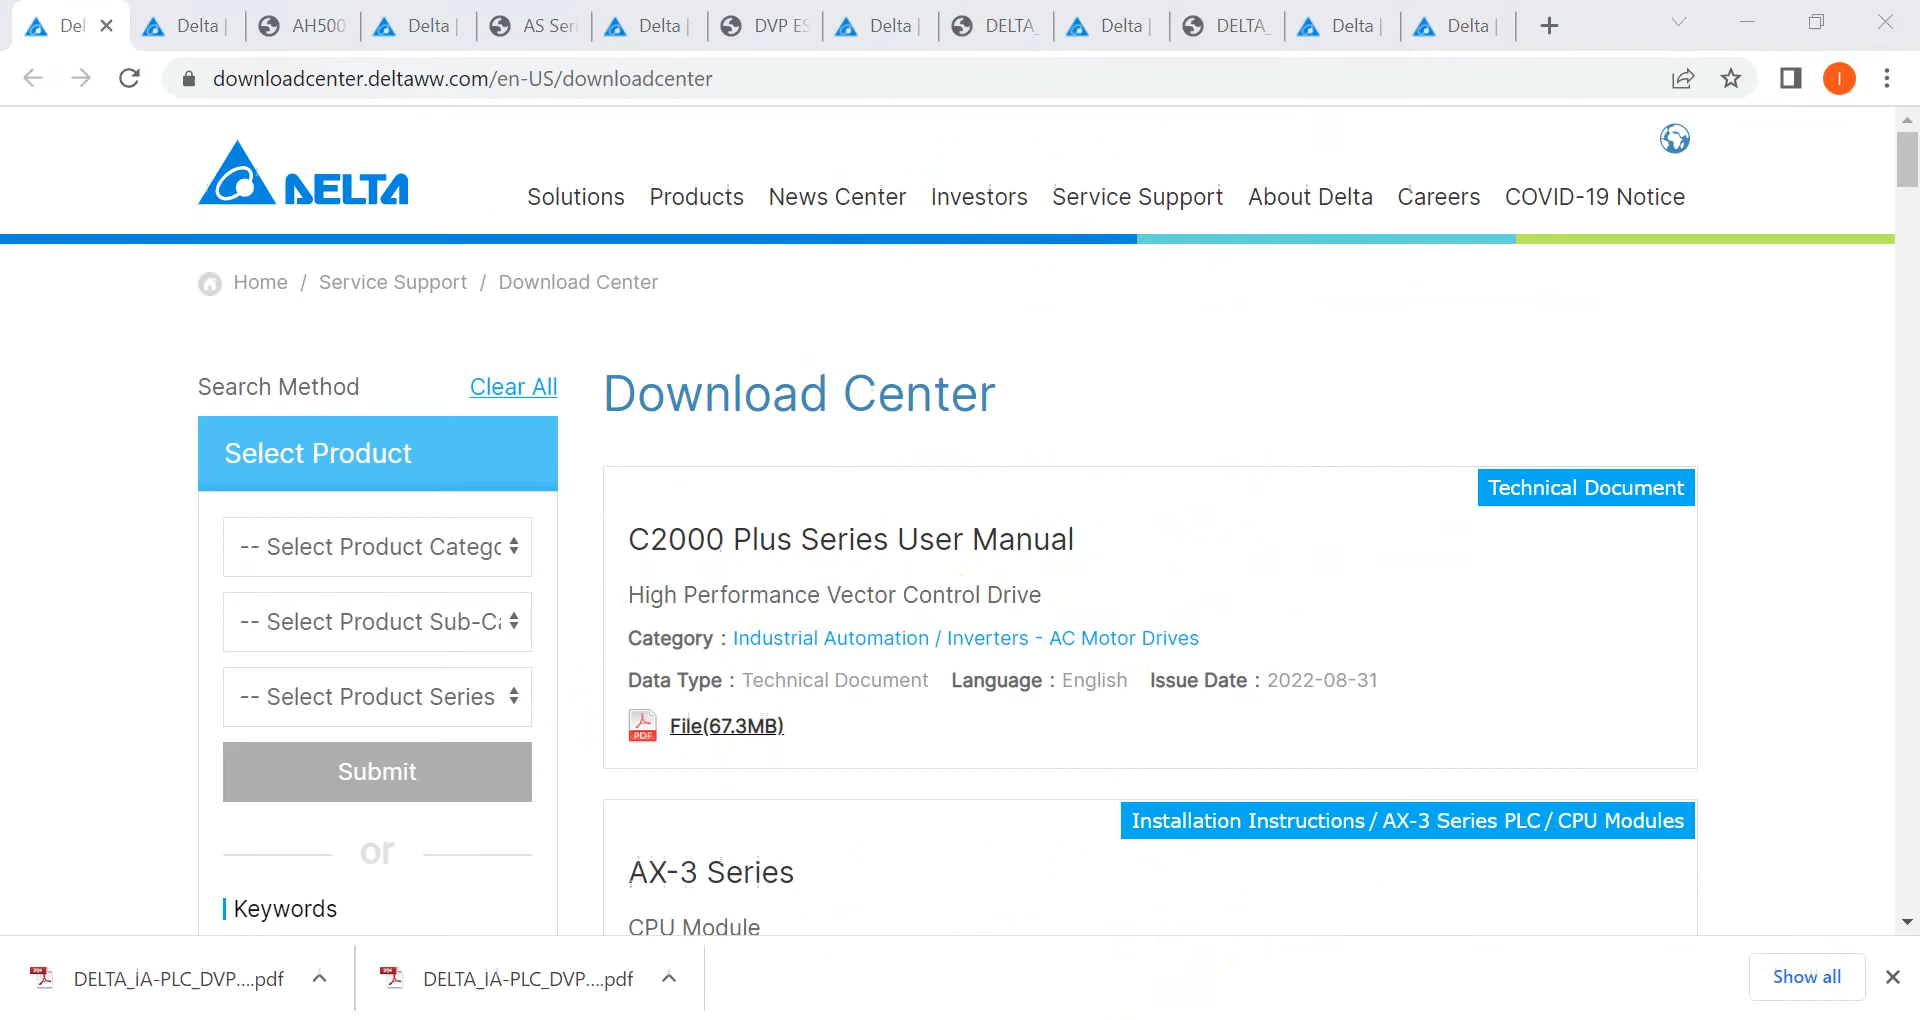 Del
Delta |
AH500
Delta |
AS Seri
Delta |
DVP ES
Delta |
DELTA_
Delta |
DELTA_
Delta |
Delta |
downloadcenter.deltaww.com/en-US/downloadcenter
I
DELTA
Solutions Products News Center Investors Service Support About Delta Careers COVID-19 Notice
Home / Service Support / Download Center
Search Method Clear All
Select Product
-- Select Product Catego
-- Select Product Sub-Ca
-- Select Product Series
Submit
or
Keywords
Download Center
Technical Document
C2000 Plus Series User Manual
High Performance Vector Control Drive
Category : Industrial Automation / Inverters - AC Motor Drives
Data Type : Technical Document Language : English Issue Date : 2022-08-31
PDF File(67.3MB)
Installation Instructions / AX-3 Series PLC / CPU Modules
AX-3 Series
CPU Module
DELTA_IA-PLC_DVP....pdf
DELTA_IA-PLC_DVP....pdf
Show all